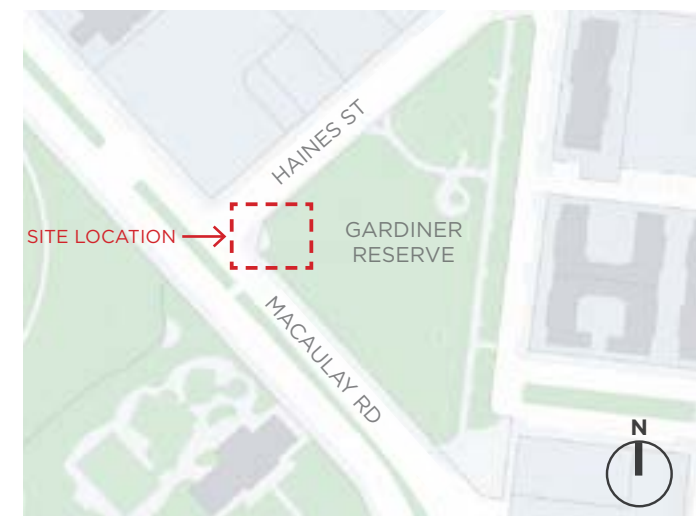 HAINES ST
SITE LOCATION
GARDINER
RESERVE
MACAULAY RD
N